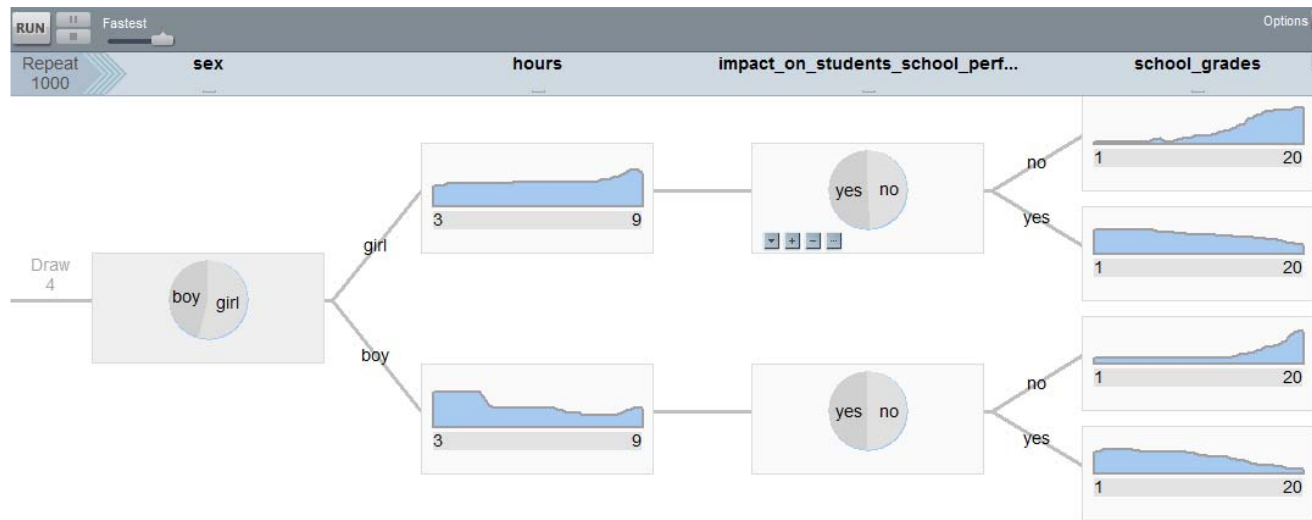 RUN
Fastest
Options
Repeat
1000
sex
hours
impact_on_students_school_perf...
school_grades
Draw
4
boy
girl
girl
boy
3 9
yes no
no
yes
1 20
1 20
3 9
yes no
no
yes
1 20
1 20